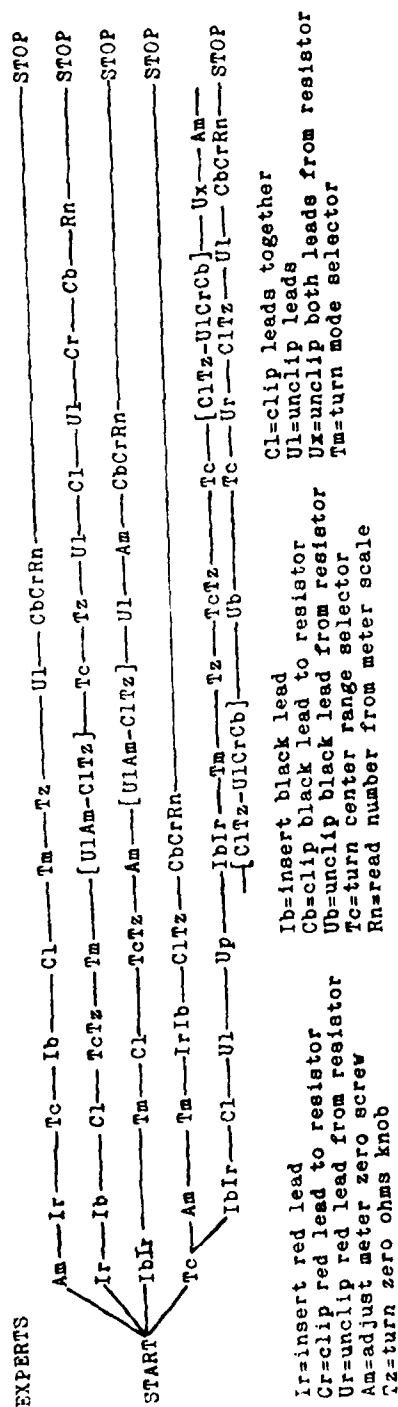 EXPERTS
Am—Ir—Tc—Ib—Cl—Tm—Tz—Ul—CbCrRn—STOP
Ir—Ib—Cl—TcTz—Tm—[UlAm-ClTz]—Tc—Tz—Ul—Cl—Ul—Cr—Cb—Rn—STOP
START IbIr—Tm—Cl—TcTz—Am—[UlAm-ClTz]—Ul—Am—CbCrRn—STOP
Tc—Am—Tm—IrIb—ClTz—CbCrRn—STOP
IbIr—Cl—Ul—Up—IbIr—Tm—Tz—TcTz—Tc—[ClTz-UlCrCb]—Ux—Am—
[ClTz-UlCrCb]—Ub—Tc—Ur—ClTz—Ul—CbCrRn—STOP
Ir=insert red lead
Cr=clip red lead to resistor
Ur=unclip red lead from resistor
Am=adjust meter zero screw
Tz=turn zero ohms knob
Ib=insert black lead
Cb=clip black lead to resistor
Ub=unclip black lead from resistor
Tc=turn center range selector
Rn=read number from meter scale
Cl=clip leads together
Ul=unclip leads
Ux=unclip both leads from resistor
Tm=turn mode selector